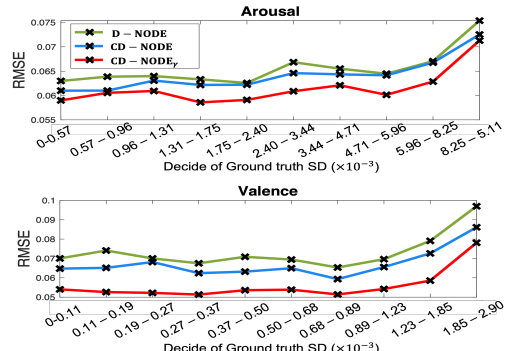 Arousal
D – NODE
CD – NODE
CD – NODEγ
RMSE
0.075
0.07
0.065
0.06
0.055
0-0.57
0.57 – 0.96
0.96 – 1.31
1.31 – 1.75
1.75 – 2.40
2.40 – 3.44
3.44 – 4.71
4.71 – 5.96
5.96 – 8.25
8.25 – 5.11
Decide of Ground truth SD (×10⁻³)
Valence
RMSE
0.1
0.09
0.08
0.07
0.06
0.05
0–0.11
0.11 – 0.19
0.19 – 0.27
0.27 – 0.37
0.37 – 0.50
0.50 – 0.68
0.68 – 0.89
0.89 – 1.23
1.23 – 1.85
1.85 – 2.90
Decide of Ground truth SD (×10⁻³)